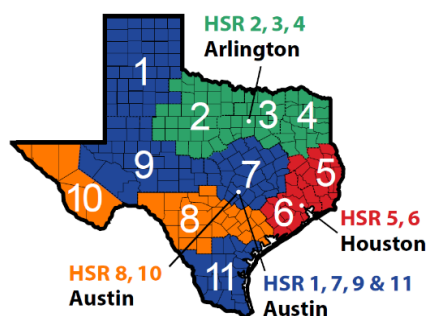 HSR 2, 3, 4
Arlington
1
2
3
4
9
7
5
10
8
6
11
HSR 5, 6
Houston
HSR 8, 10
Austin
HSR 1, 7, 9 & 11
Austin